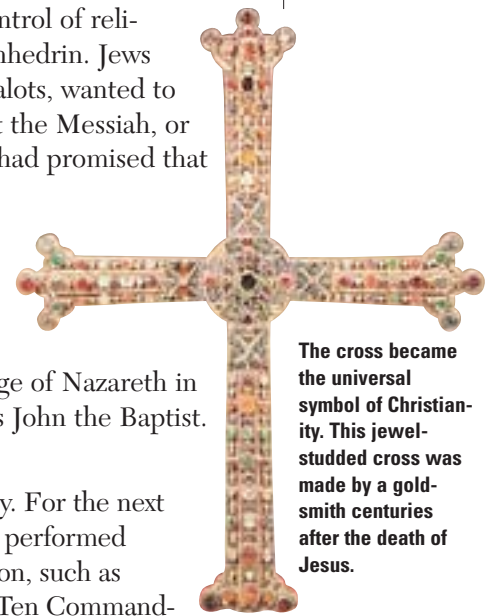 ntrol of reli-
nhedrin. Jews
alots, wanted to
t the Messiah, or
had promised that
ge of Nazareth in
s John the Baptist.
y. For the next
performed
on, such as
Ten Command-
The cross became
the universal
symbol of Christian-
ity. This jewel-
studded cross was
made by a gold-
smith centuries
after the death of
Jesus.